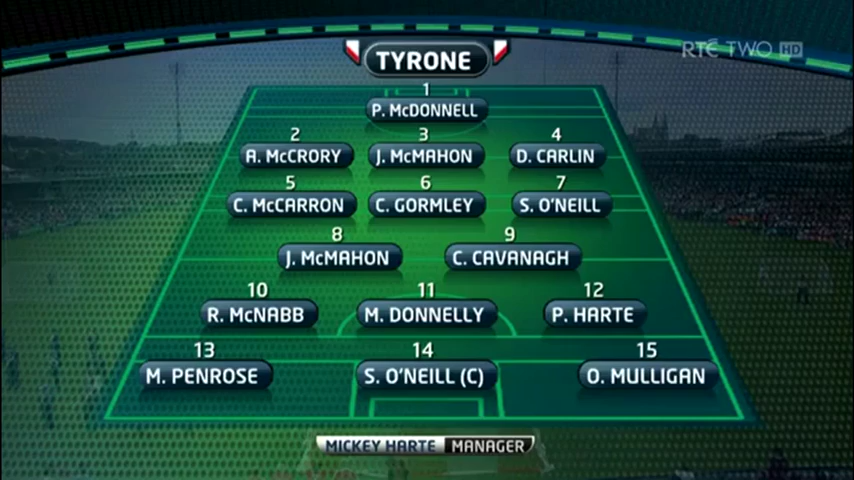 RTÉ TWO HD
TYRONE
1
P. McDONNELL
2 3 4
A. McCRORY J. McMAHON D. CARLIN
5 6 7
C. McCARRON C. GORMLEY S. O'NEILL
8 9
J. McMAHON C. CAVANAGH
10 11 12
R. McNABB M. DONNELLY P. HARTE
13 14 15
M. PENROSE S. O'NEILL (C) O. MULLIGAN
MICKEY HARTE MANAGER